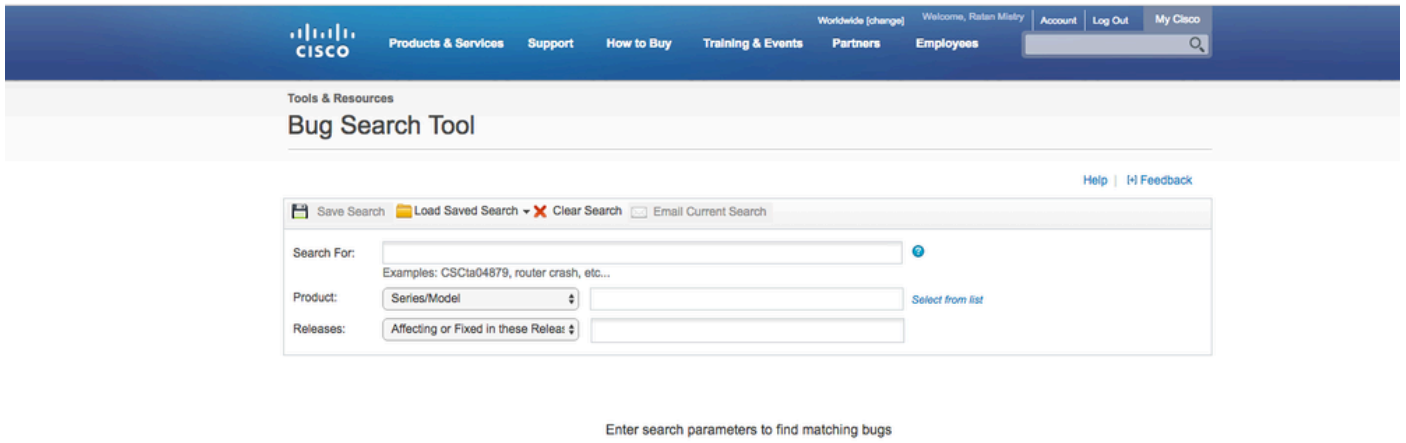 Worldwide [change] Welcome, Ratan Mistry Account Log Out My Cisco
CISCO Products & Services Support How to Buy Training & Events Partners Employees
Tools & Resources
Bug Search Tool
Help | [+] Feedback
Save Search Load Saved Search Clear Search Email Current Search
Search For:
Examples: CSCta04879, router crash, etc...
Product: Series/Model Select from list
Releases: Affecting or Fixed in these Releas
Enter search parameters to find matching bugs